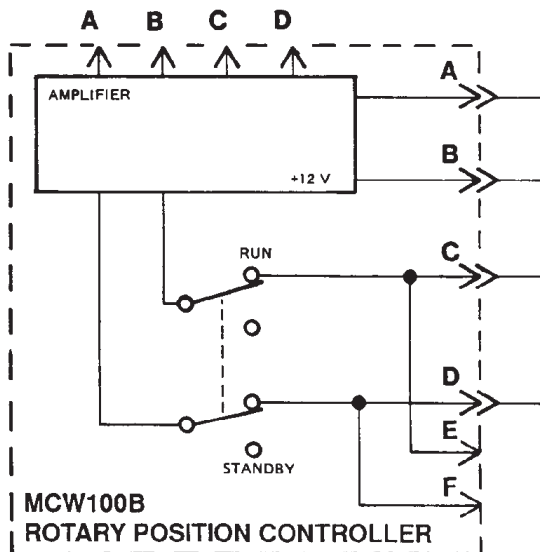 A B C D
AMPLIFIER
A
+12 V
B
RUN
C
D
E
STANDBY
F
MCW100B
ROTARY POSITION CONTROLLER